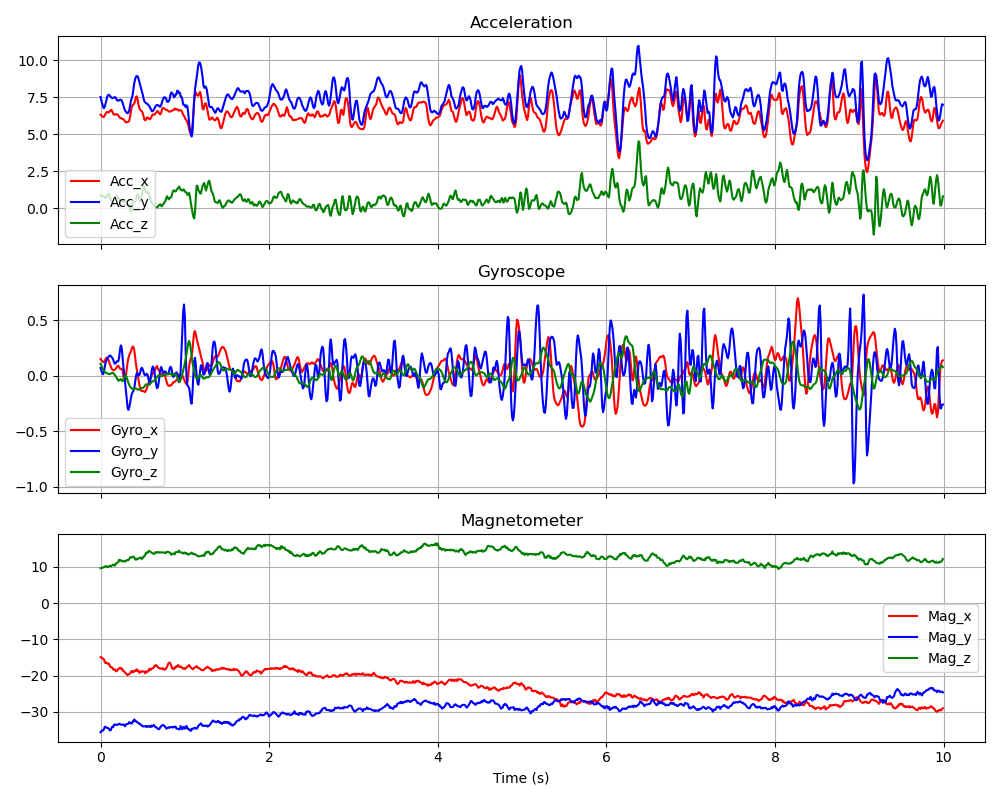 Acceleration
10.0
7.5
5.0
2.5
0.0
Acc_x
Acc_y
Acc_z
Gyroscope
0.5
0.0
−0.5
−1.0
Gyro_x
Gyro_y
Gyro_z
Magnetometer
10
0
−10
−20
−30
Mag_x
Mag_y
Mag_z
0 2 4 6 8 10
Time (s)